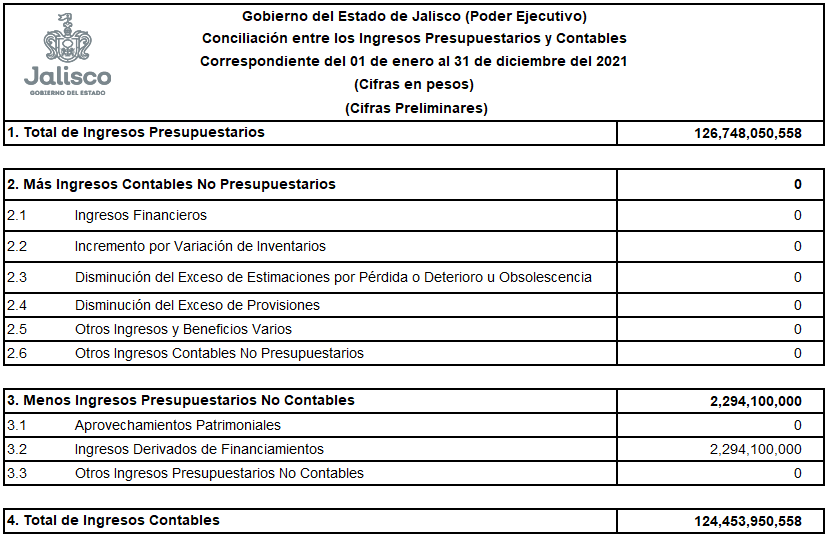 Gobierno del Estado de Jalisco (Poder Ejecutivo)
Conciliación entre los Ingresos Presupuestarios y Contables
Correspondiente del 01 de enero al 31 de diciembre del 2021
(Cifras en pesos)
(Cifras Preliminares)
Jalisco
GOBIERNO DEL ESTADO
1. Total de Ingresos Presupuestarios 126,748,050,558
2. Más Ingresos Contables No Presupuestarios 0
2.1 Ingresos Financieros 0
2.2 Incremento por Variación de Inventarios 0
2.3 Disminución del Exceso de Estimaciones por Pérdida o Deterioro u Obsolescencia 0
2.4 Disminución del Exceso de Provisiones 0
2.5 Otros Ingresos y Beneficios Varios 0
2.6 Otros Ingresos Contables No Presupuestarios 0
3. Menos Ingresos Presupuestarios No Contables 2,294,100,000
3.1 Aprovechamientos Patrimoniales 0
3.2 Ingresos Derivados de Financiamientos 2,294,100,000
3.3 Otros Ingresos Presupuestarios No Contables 0
4. Total de Ingresos Contables 124,453,950,558